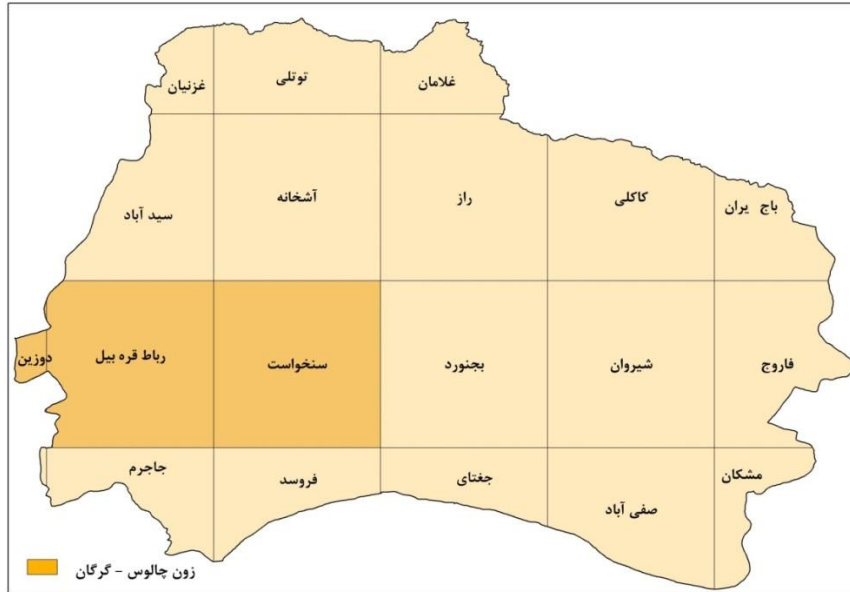 غزنیان توتلی غلامان
سید آباد آشخانه راز کاکلی باج یران
دوزین رباط قره بیل سنخواست بجنورد شیروان فاروج
جاجرم فروسد جغتای صفی آباد مشکان
زون چالوس - گرگان